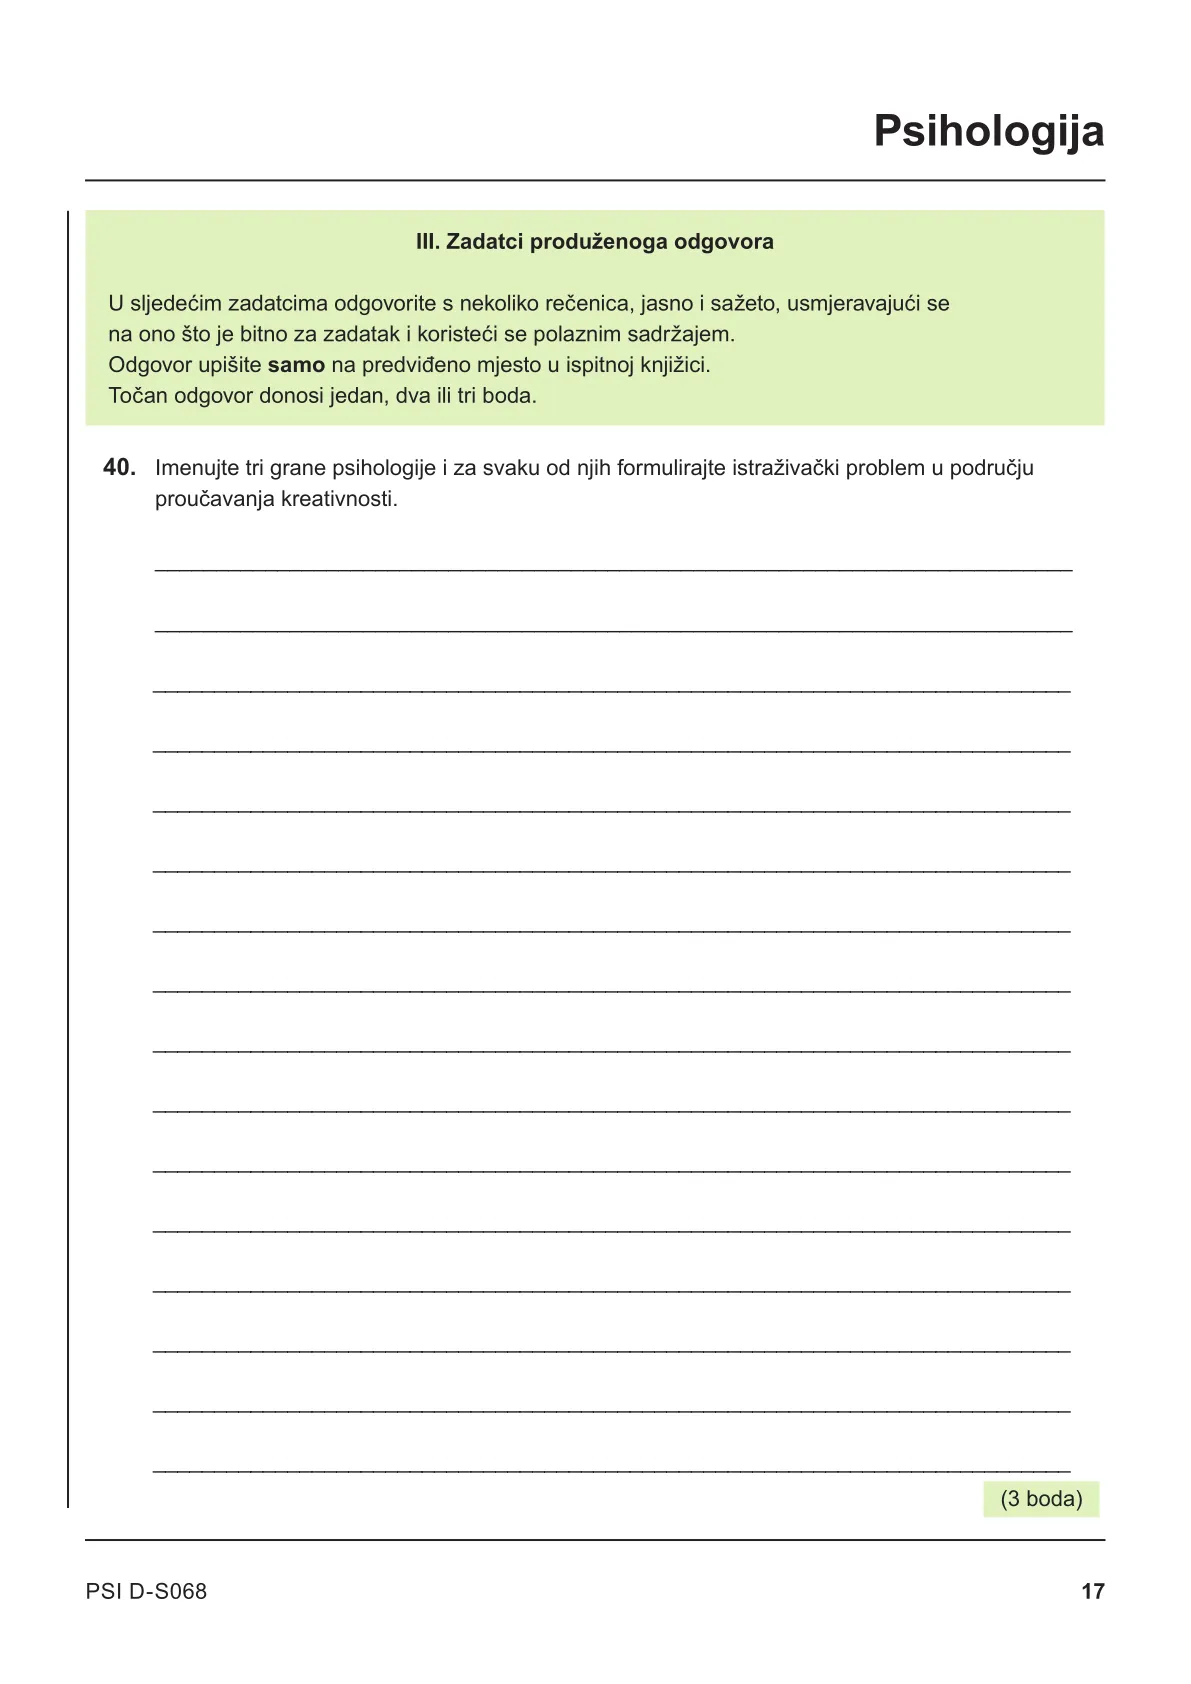 Psihologija
III. Zadatci produženoga odgovora
U sljedećim zadatcima odgovorite s nekoliko rečenica, jasno i sažeto, usmjeravajući se
na ono što je bitno za zadatak i koristeći se polaznim sadržajem.
Odgovor upišite samo na predviđeno mjesto u ispitnoj knjižici.
Točan odgovor donosi jedan, dva ili tri boda.
40. Imenujte tri grane psihologije i za svaku od njih formulirajte istraživački problem u području
proučavanja kreativnosti.
(3 boda)
PSI D-S068
17